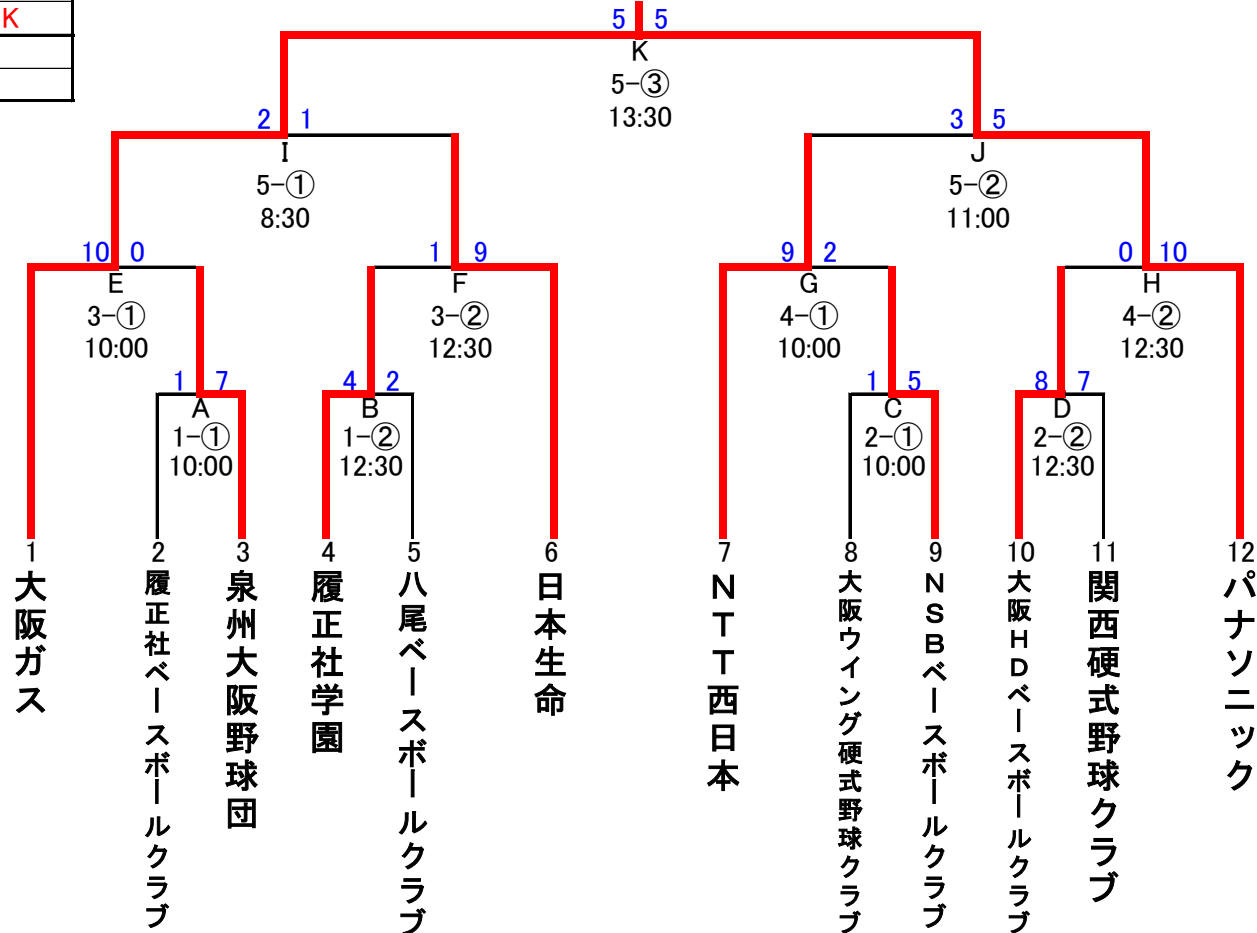 K
5 5
K
5-③
13:30
2 1
I
5-①
8:30
3 5
J
5-②
11:00
10 0
E
3-①
10:00
1 9
F
3-②
12:30
9 2
G
4-①
10:00
0 10
H
4-②
12:30
1 7
A
1-①
10:00
4 2
B
1-②
12:30
1 5
C
2-①
10:00
8 7
D
2-②
12:30
1
大阪ガス
2
履正社ベースボールクラブ
3
泉州大阪野球団
4
履正社学園
5
八尾ベースボールクラブ
6
日本生命
7
NTT西日本
8
大阪ウイング硬式野球クラブ
9
NSBベースボールクラブ
10
大阪HDベースボールクラブ
11
関西硬式野球クラブ
12
パナソニック